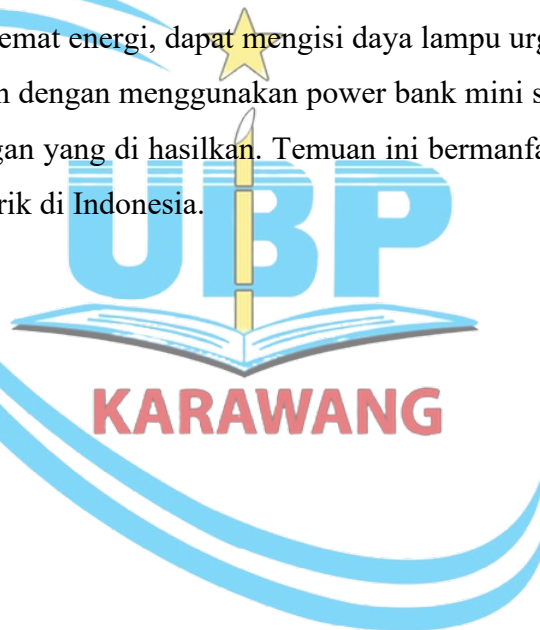 emat energi, dapat mengisi daya lampu urg
n dengan menggunakan power bank mini s
gan yang di hasilkan. Temuan ini bermanfa
rik di Indonesia.
UBP
KARAWANG